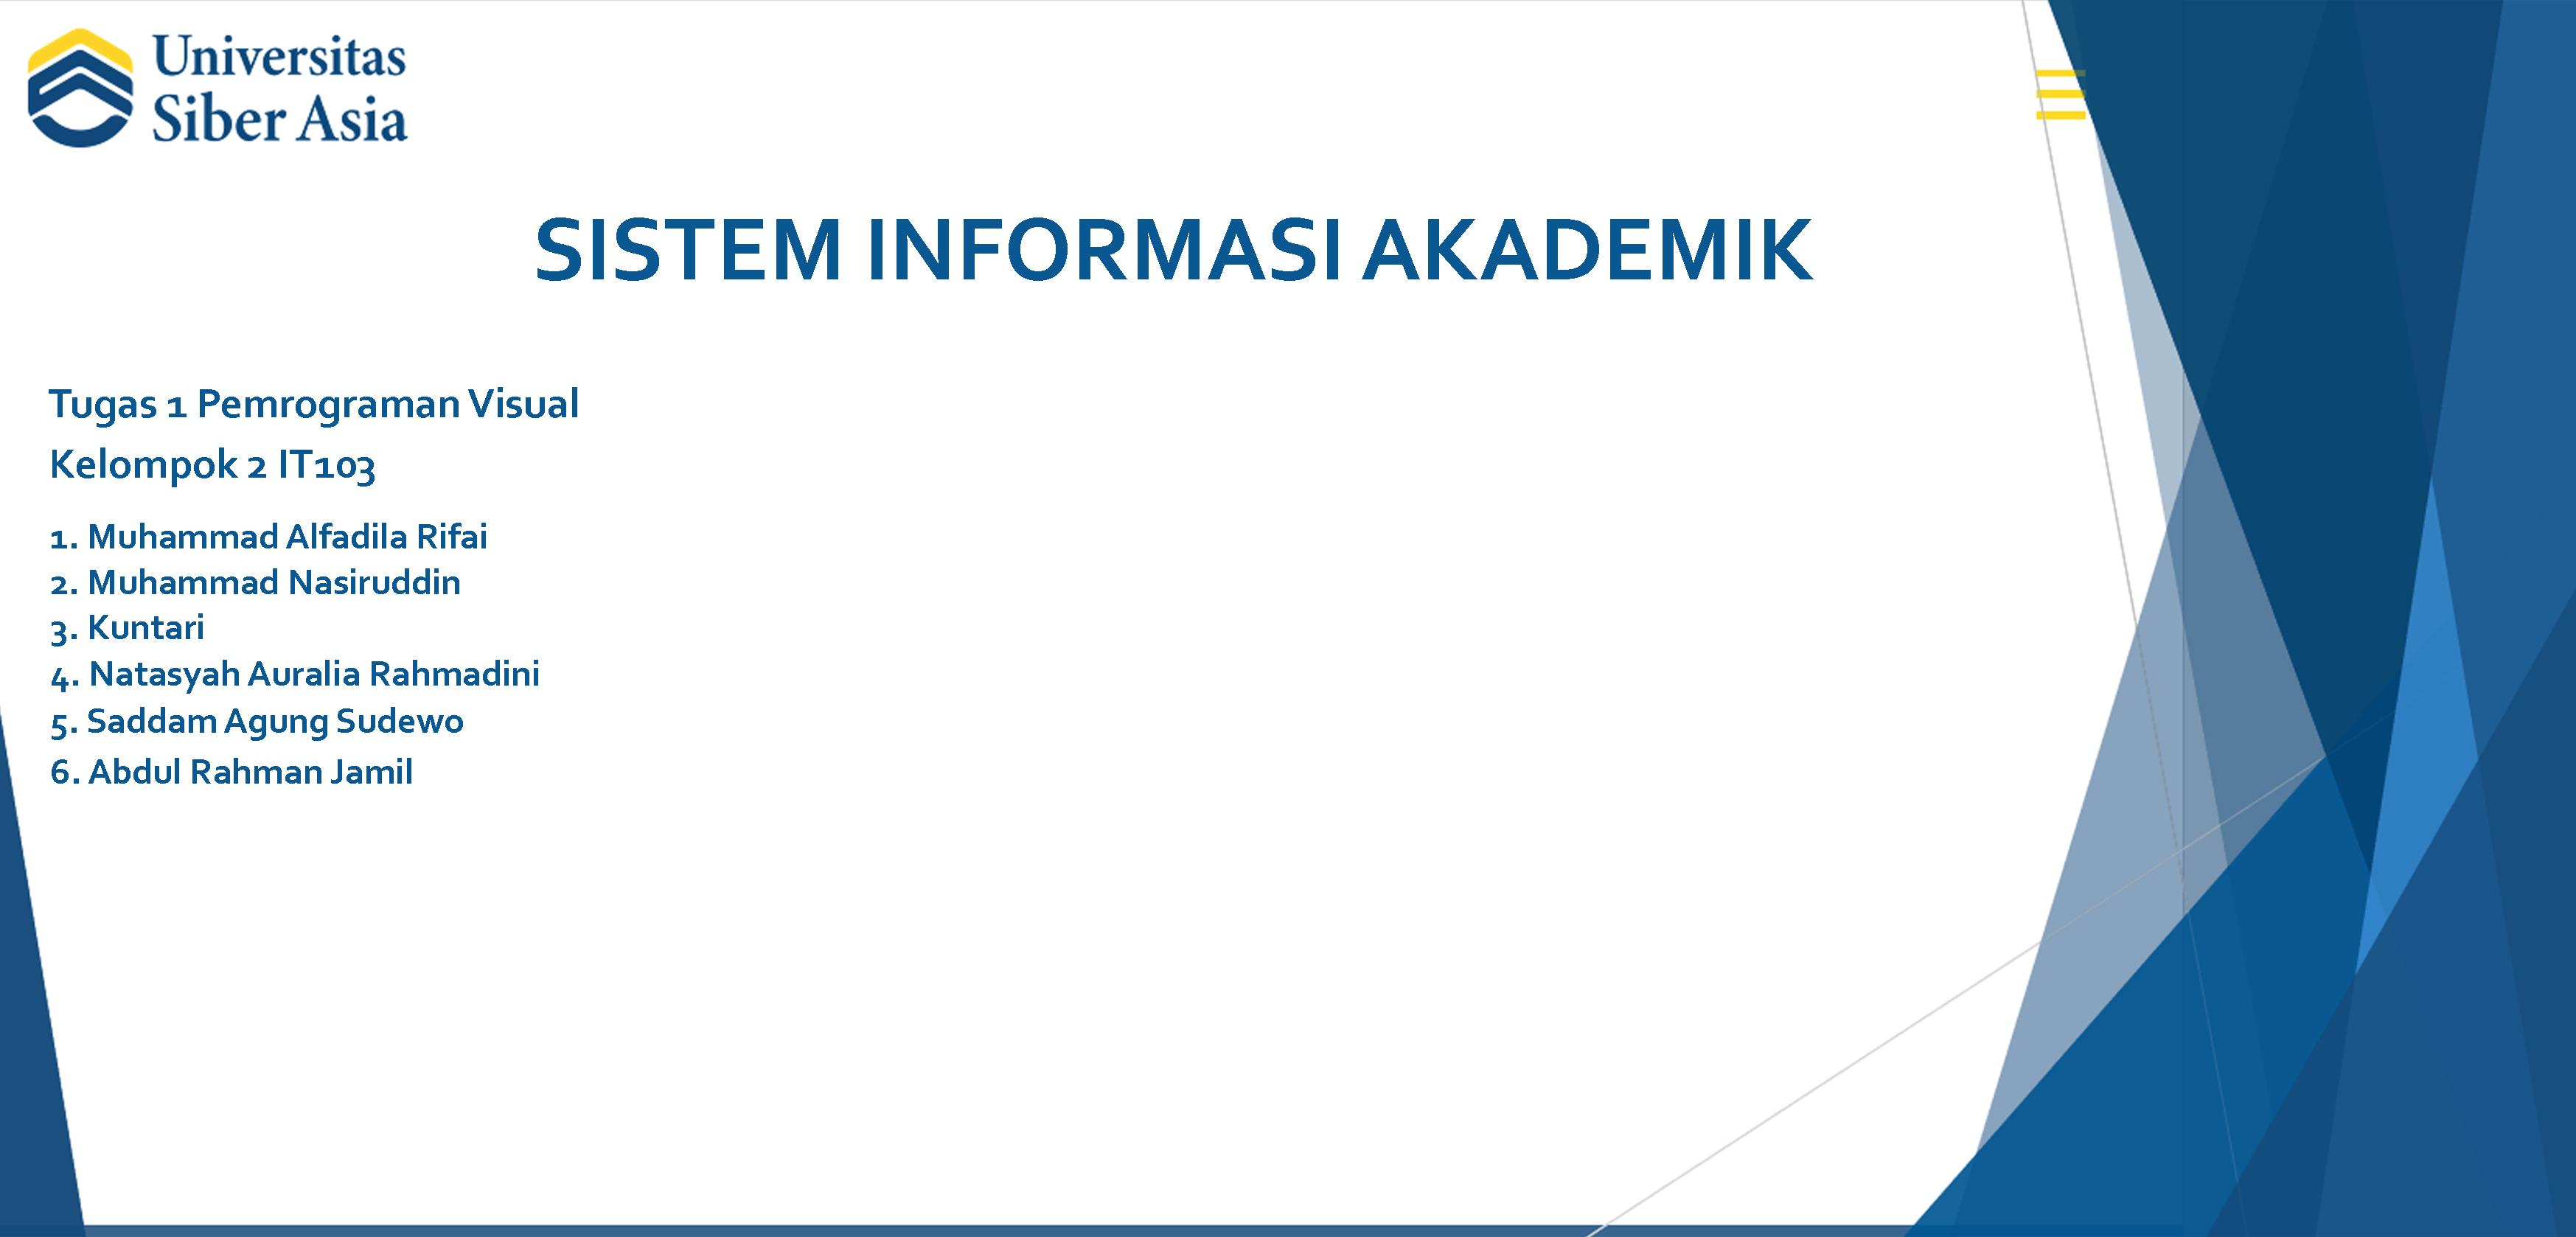 Universitas
Siber Asia
SISTEM INFORMASI AKADEMIK
Tugas 1 Pemrograman Visual
Kelompok 2 IT103
1. Muhammad Alfadila Rifai
2. Muhammad Nasiruddin
3. Kuntari
4. Natasyah Auralia Rahmadini
5. Saddam Agung Sudewo
6. Abdul Rahman Jamil